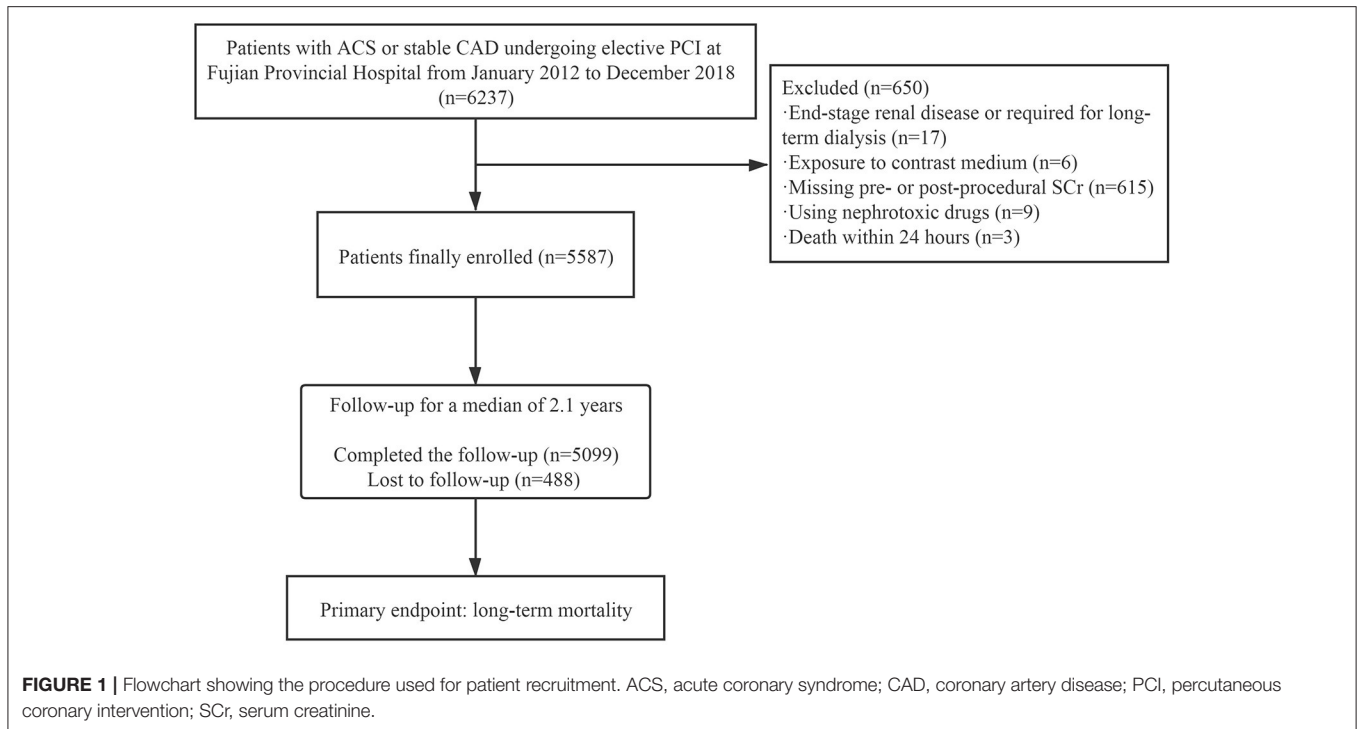 Patients with ACS or stable CAD undergoing elective PCI at
Fujian Provincial Hospital from January 2012 to December 2018
(n=6237)
Excluded (n=650)
·End-stage renal disease or required for long-
term dialysis (n=17)
·Exposure to contrast medium (n=6)
·Missing pre- or post-procedural SCr (n=615)
·Using nephrotoxic drugs (n=9)
·Death within 24 hours (n=3)
Patients finally enrolled (n=5587)
Follow-up for a median of 2.1 years
Completed the follow-up (n=5099)
Lost to follow-up (n=488)
Primary endpoint: long-term mortality
FIGURE 1 | Flowchart showing the procedure used for patient recruitment. ACS, acute coronary syndrome; CAD, coronary artery disease; PCI, percutaneous
coronary intervention; SCr, serum creatinine.